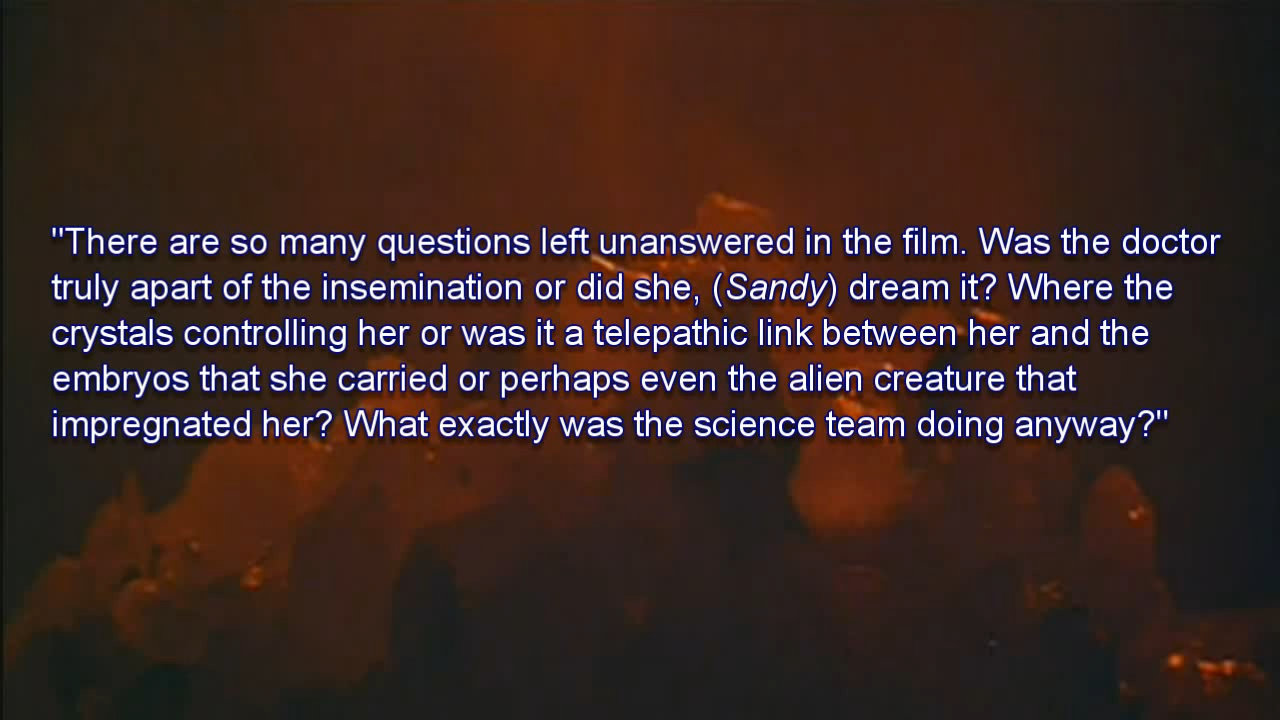 "There are so many questions left unanswered in the film. Was the doctor
truly apart of the insemination or did she, (Sandy) dream it? Where the
crystals controlling her or was it a telepathic link between her and the
embryos that she carried or perhaps even the alien creature that
impregnated her? What exactly was the science team doing anyway?"